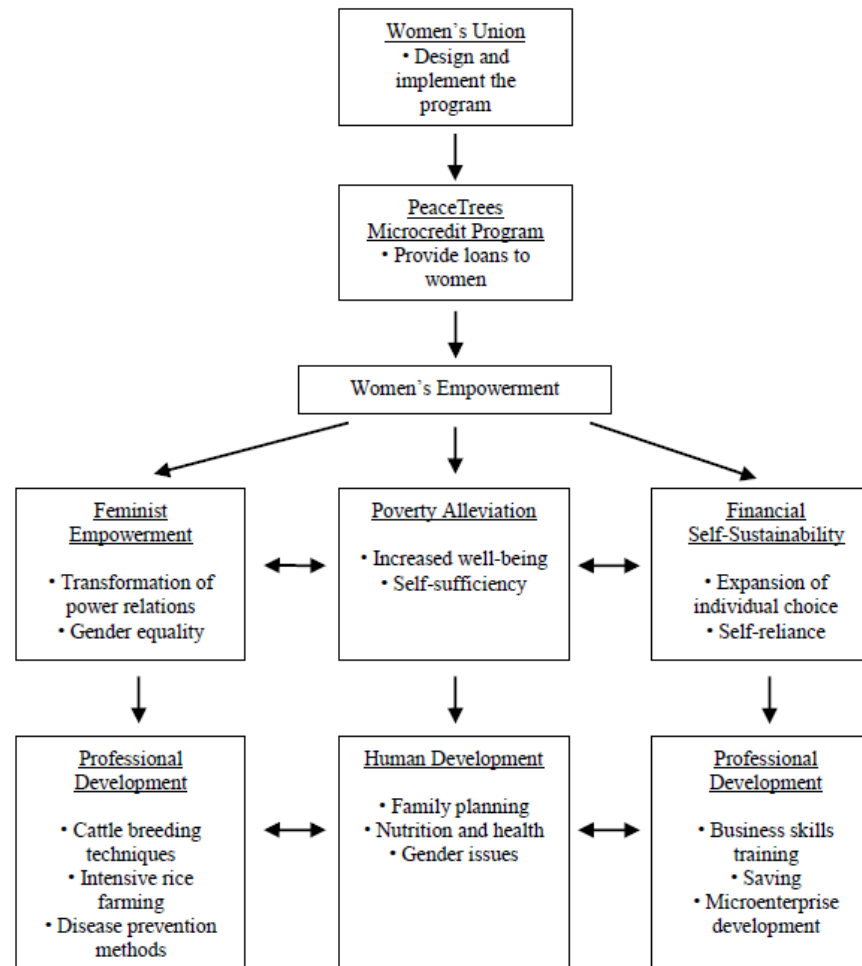 Women's Union
• Design and
implement the
program
PeaceTrees
Microcredit Program
• Provide loans to
women
Women's Empowerment
Feminist
Empowerment
• Transformation of
power relations
• Gender equality
Poverty Alleviation
• Increased well-being
• Self-sufficiency
Financial
Self-Sustainability
• Expansion of
individual choice
• Self-reliance
Professional
Development
• Cattle breeding
techniques
• Intensive rice
farming
• Disease prevention
methods
Human Development
• Family planning
• Nutrition and health
• Gender issues
Professional
Development
• Business skills
training
• Saving
• Microenterprise
development